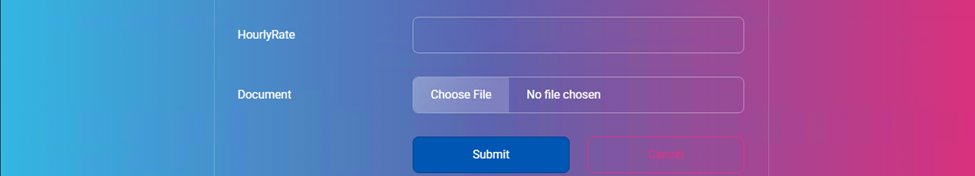 HourlyRate
Document
Choose File No file chosen
Submit
Cancel